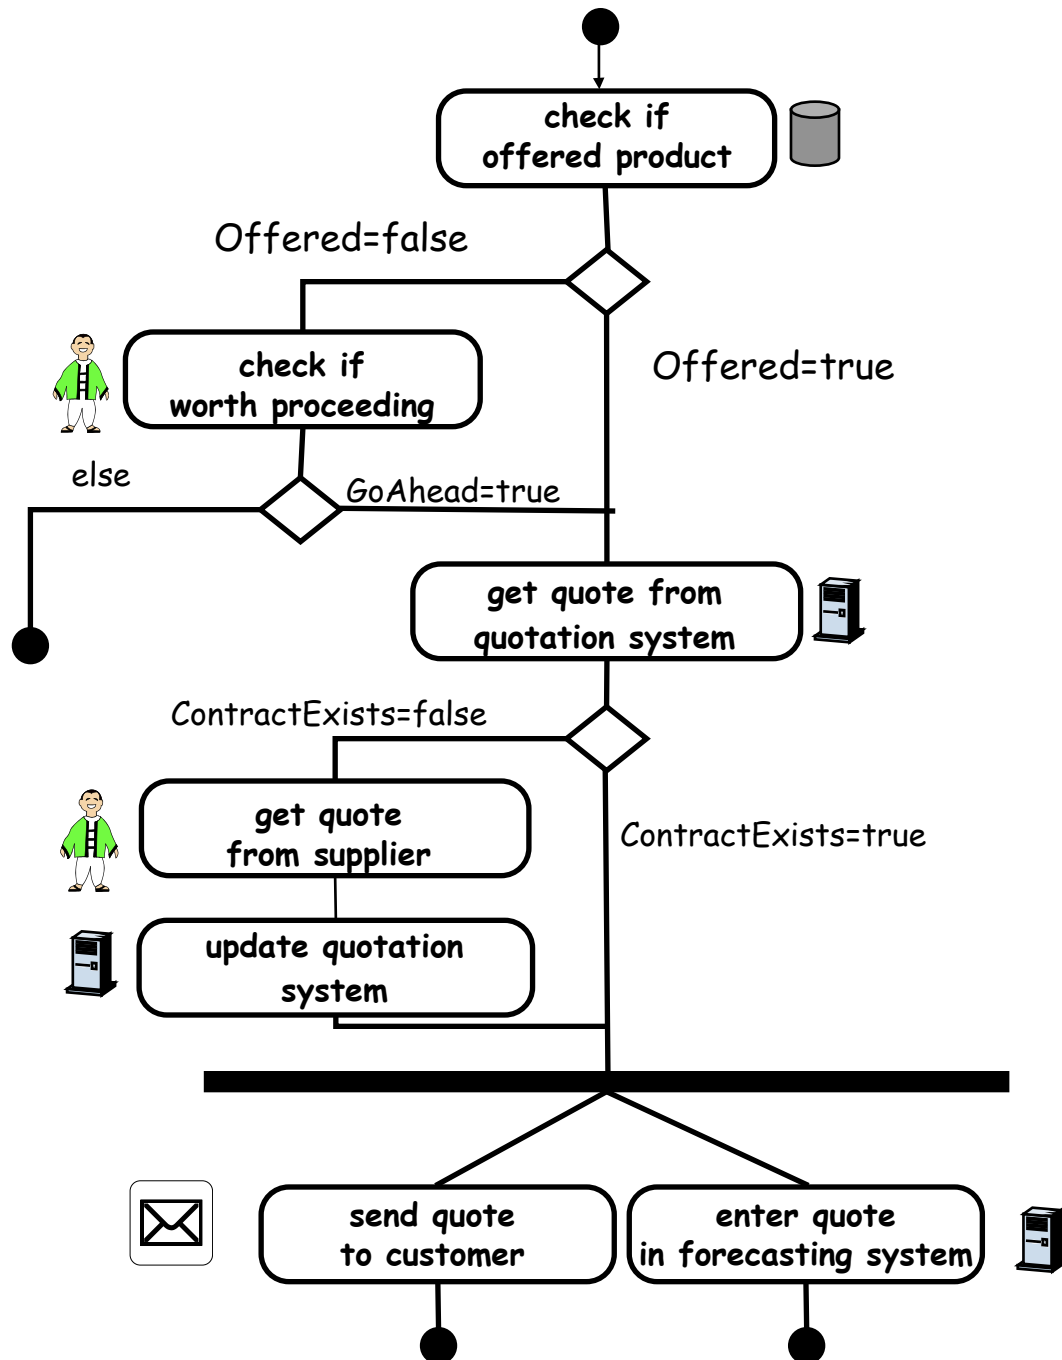 check if
offered product
Offered=false
check if
worth proceeding
Offered=true
else
GoAhead=true
get quote from
quotation system
ContractExists=false
get quote
from supplier
ContractExists=true
update quotation
system
send quote
to customer
enter quote
in forecasting system